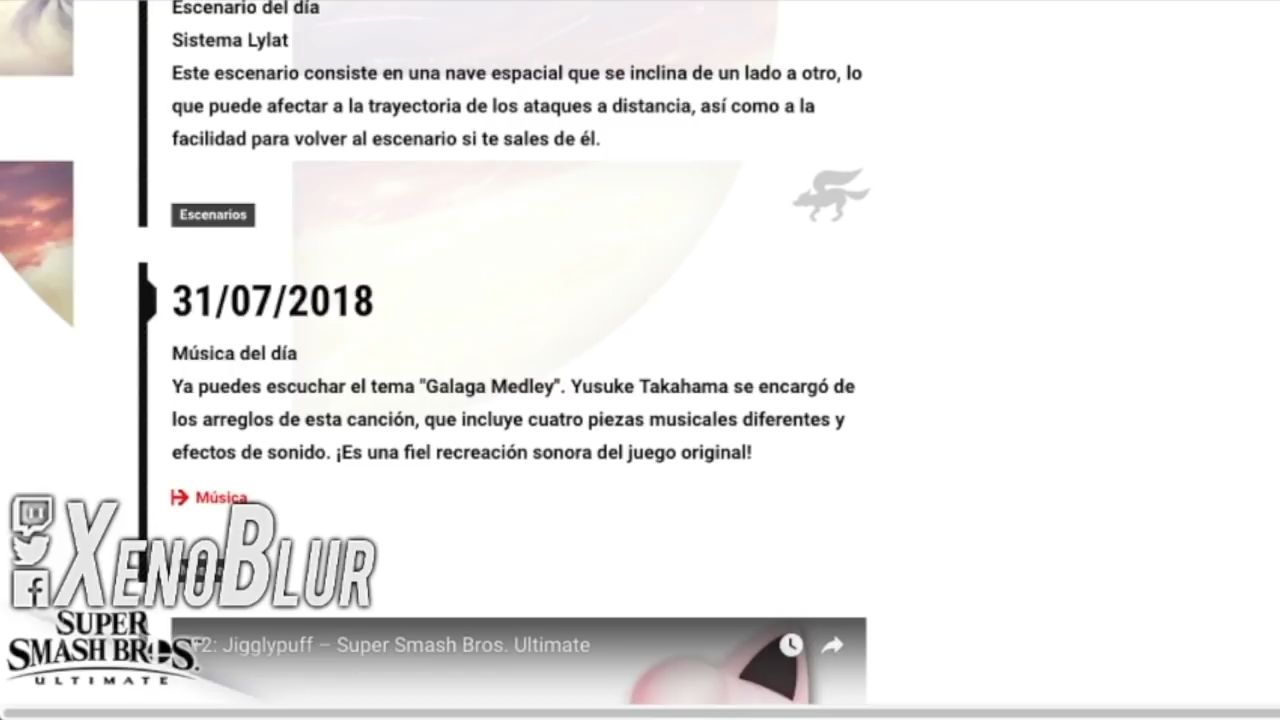 Escenario del día
Sistema Lylat
Este escenario consiste en una nave espacial que se inclina de un lado a otro, lo
que puede afectar a la trayectoria de los ataques a distancia, así como a la
facilidad para volver al escenario si te sales de él.
Escenarios
31/07/2018
Música del día
Ya puedes escuchar el tema "Galaga Medley". Yusuke Takahama se encargó de
los arreglos de esta canción, que incluye cuatro piezas musicales diferentes y
efectos de sonido. ¡Es una fiel recreación sonora del juego original!
Música
XENOBLUR
SUPER
SMASH BROS.
ULTIMATE
Jigglypuff – Super Smash Bros. Ultimate